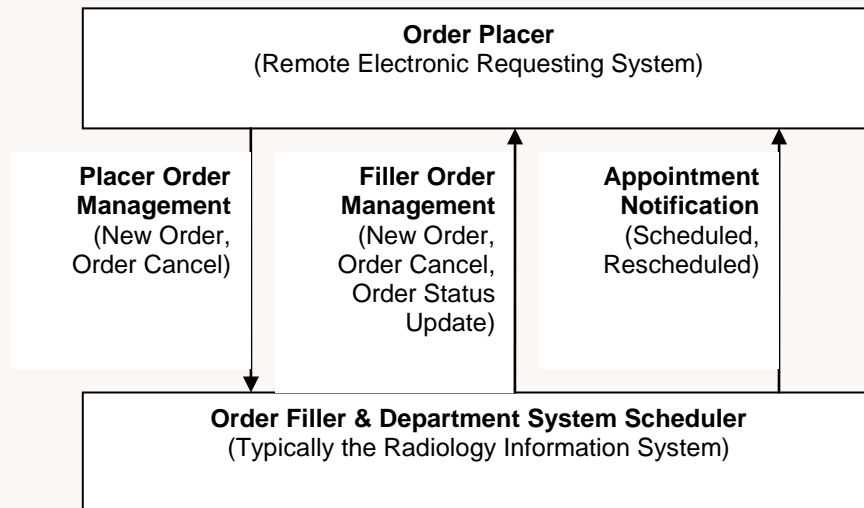 Order Placer
(Remote Electronic Requesting System)
Placer Order
Management
(New Order,
Order Cancel)
Filler Order
Management
(New Order,
Order Cancel,
Order Status
Update)
Appointment
Notification
(Scheduled,
Rescheduled)
Order Filler & Department System Scheduler
(Typically the Radiology Information System)